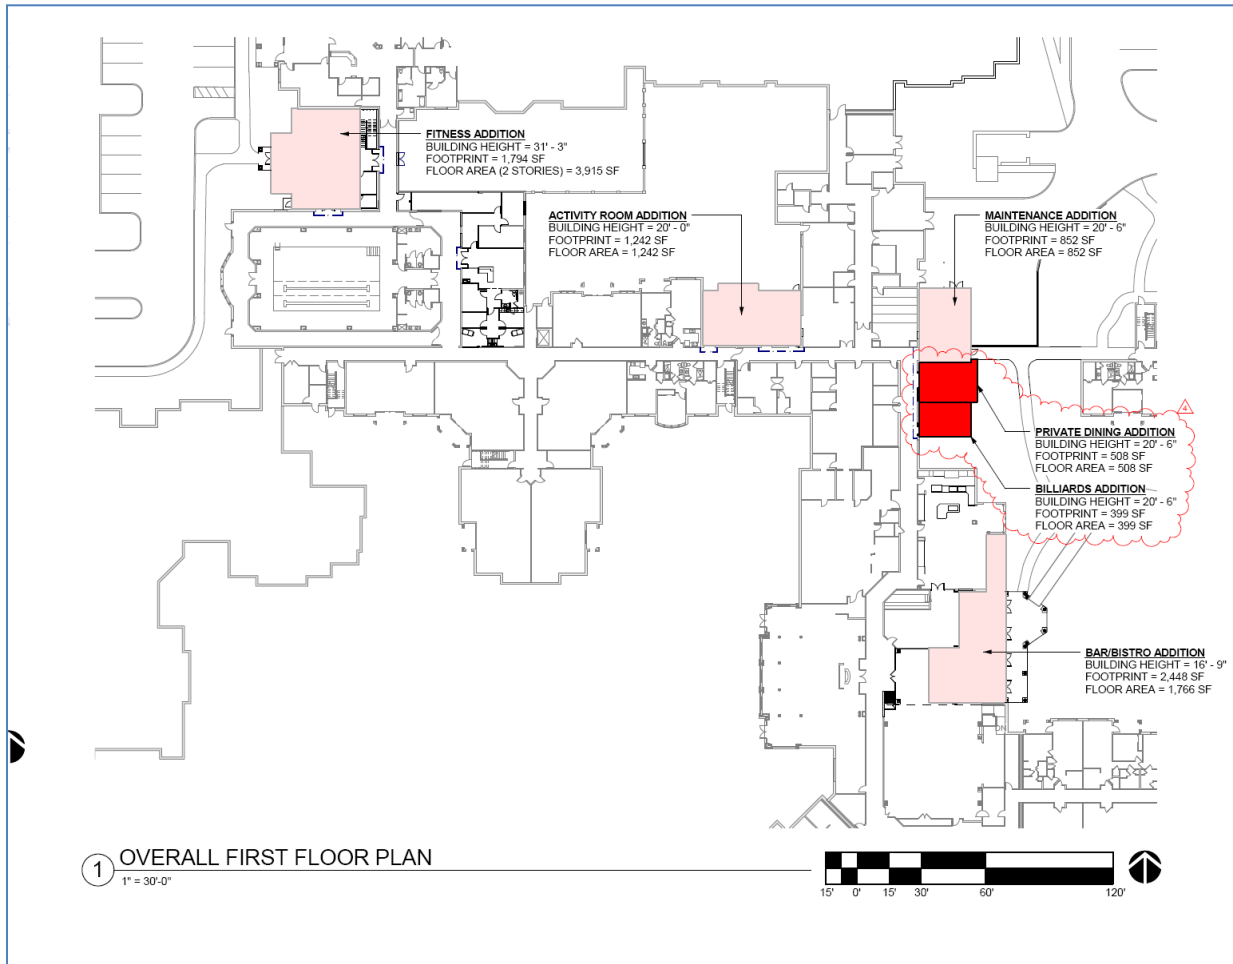 FITNESS ADDITION
BUILDING HEIGHT = 31' - 3"
FOOTPRINT = 1,794 SF
FLOOR AREA (2 STORIES) = 3,915 SF
ACTIVITY ROOM ADDITION
BUILDING HEIGHT = 20' - 0"
FOOTPRINT = 1,242 SF
FLOOR AREA = 1,242 SF
MAINTENANCE ADDITION
BUILDING HEIGHT = 20' - 6"
FOOTPRINT = 852 SF
FLOOR AREA = 852 SF
4
PRIVATE DINING ADDITION
BUILDING HEIGHT = 20' - 6"
FOOTPRINT = 508 SF
FLOOR AREA = 508 SF
BILLIARDS ADDITION
BUILDING HEIGHT = 20' - 6"
FOOTPRINT = 399 SF
FLOOR AREA = 399 SF
BAR/BISTRO ADDITION
BUILDING HEIGHT = 16' - 9"
FOOTPRINT = 2,448 SF
FLOOR AREA = 1,766 SF
DN
1 OVERALL FIRST FLOOR PLAN
1" = 30'-0"
15' 0' 15' 30' 60' 120'